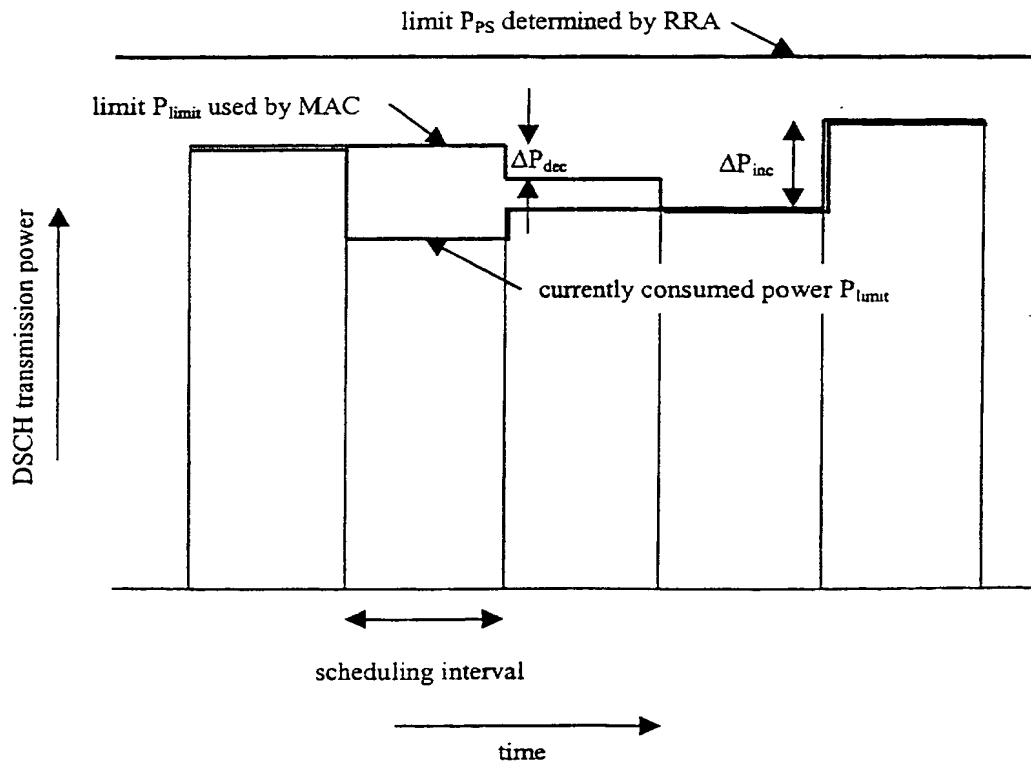 limit P_PS determined by RRA
limit P_limit used by MAC
ΔP_dec
ΔP_inc
currently consumed power P_limit
DSCH transmission power
scheduling interval
time